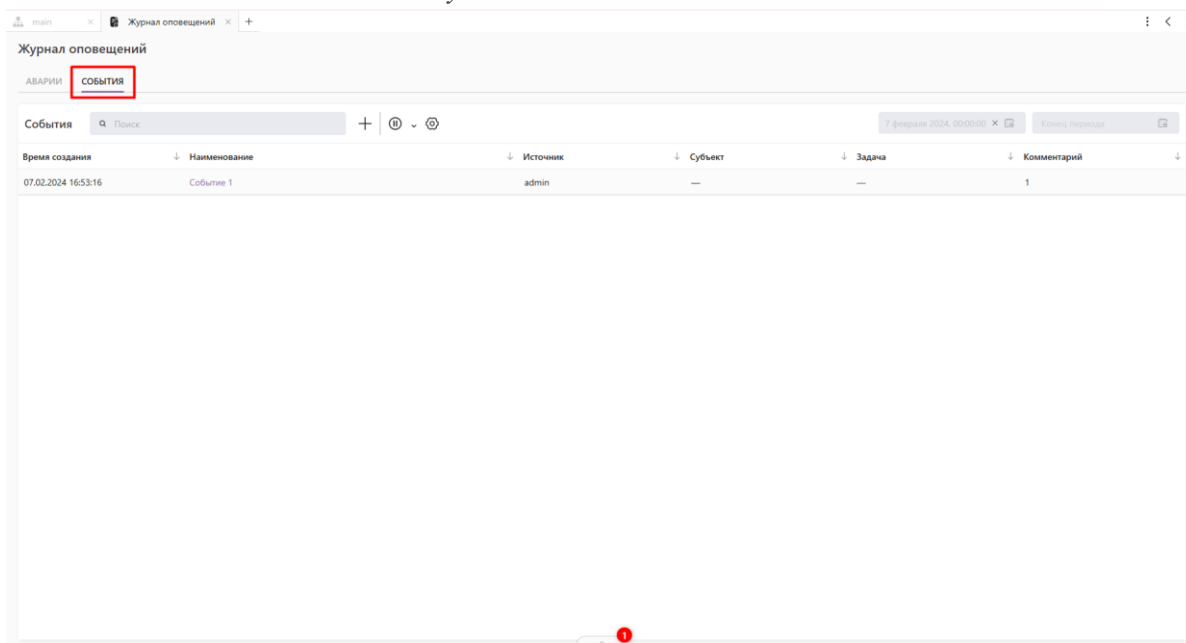 main × Журнал оповещений × +
Журнал оповещений
АВАРИИ СОБЫТИЯ
События Поиск 7 февраля 2024, 00:00:00 × Конец периода
Время создания ↓ Наименование ↓ Источник ↓ Субъект ↓ Задача ↓ Комментарий ↓
07.02.2024 16:53:16 Событие 1 admin — — 1
1